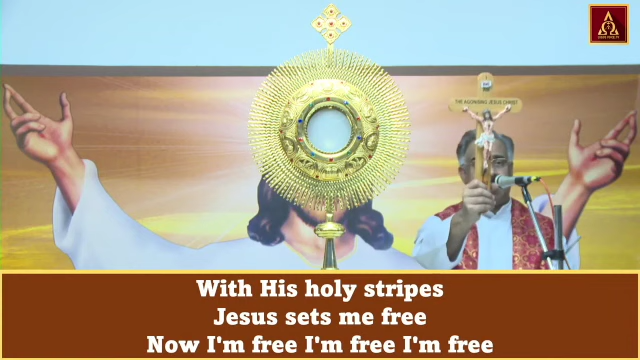 THE AGONISING JESUS CHRIST
With His holy stripes
Jesus sets me free
Now I'm free I'm free I'm free